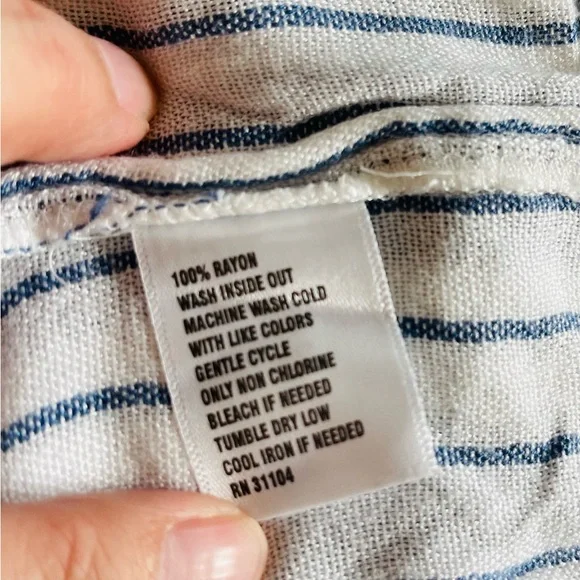 100% RAYON
WASH INSIDE OUT
MACHINE WASH COLD
WITH LIKE COLORS
GENTLE CYCLE
ONLY NON CHLORINE
BLEACH IF NEEDED
TUMBLE DRY LOW
COOL IRON IF NEEDED
RN 31104